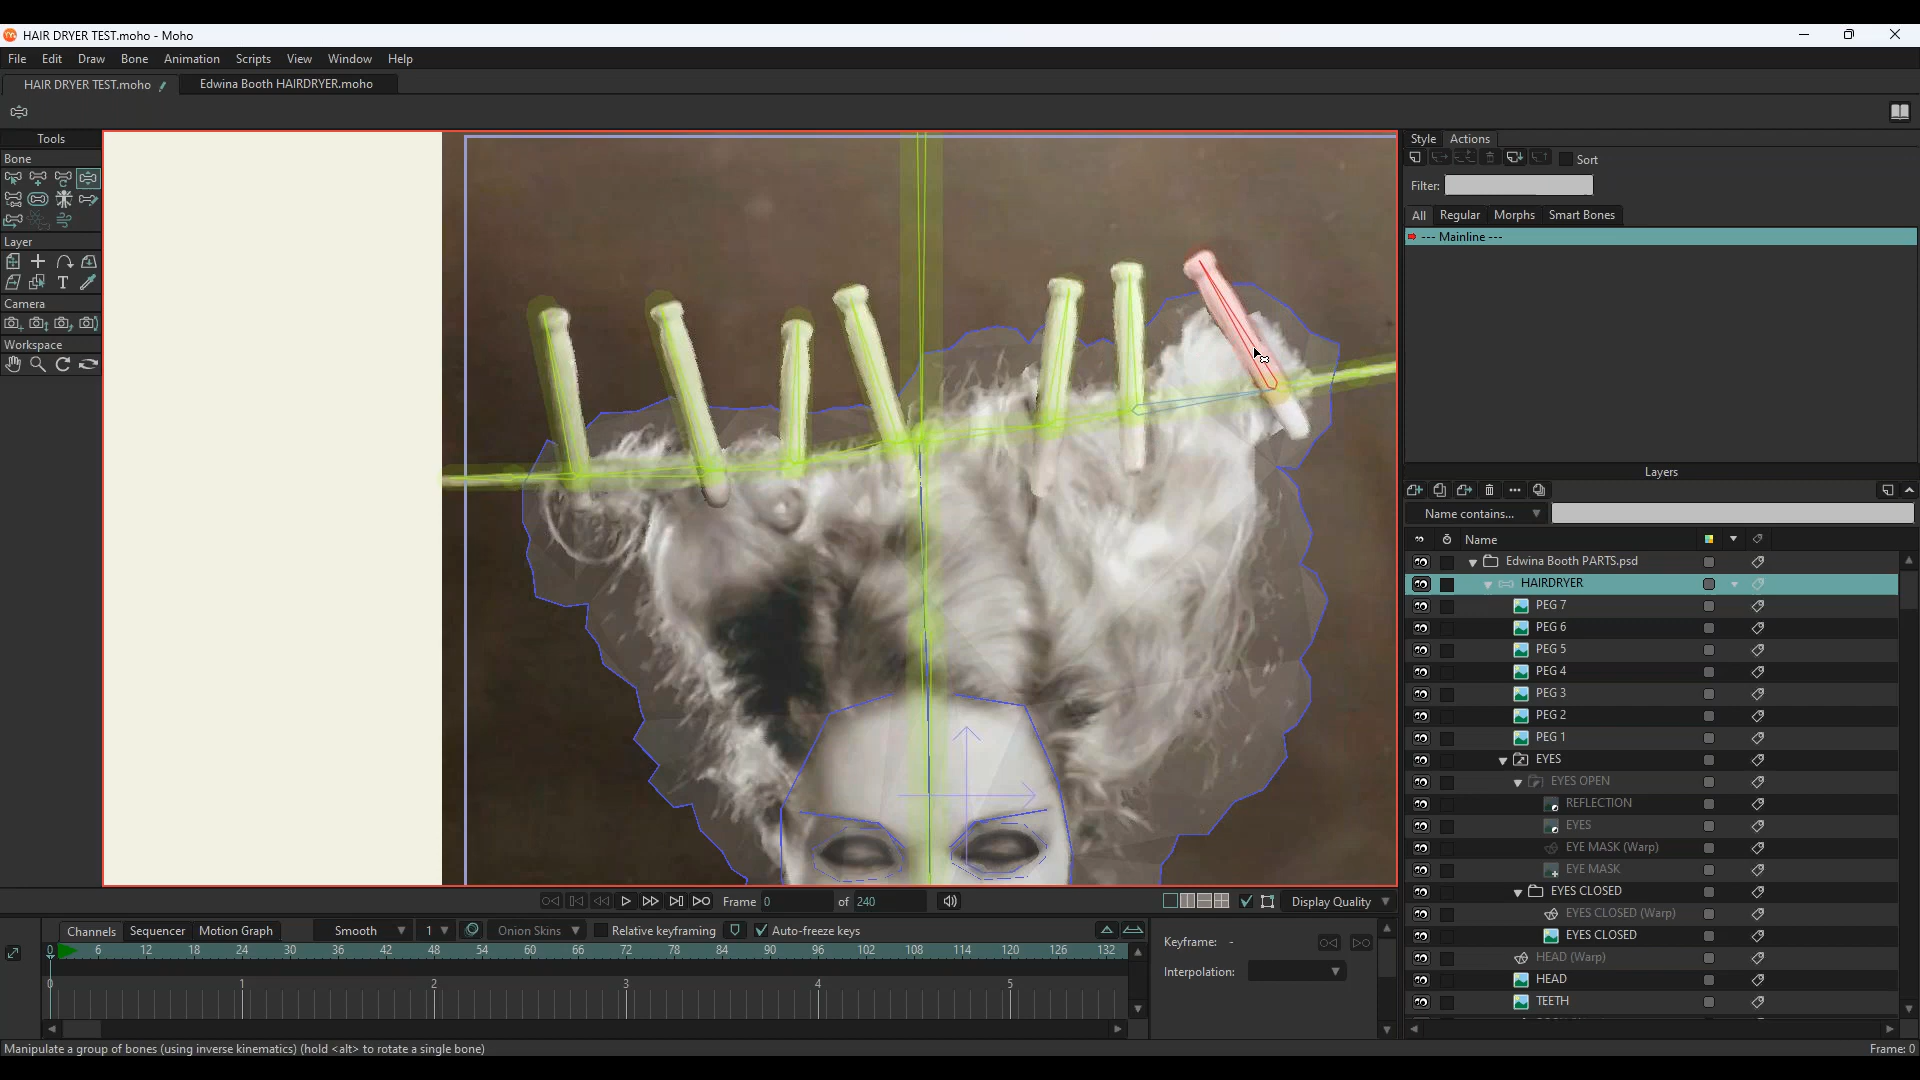 HAIR DRYER TEST.moho - Moho
File Edit Draw Bone Animation Scripts View Window Help
HAIR DRYER TEST.moho Edwina Booth HAIRDRYER.moho
Tools
Bone
Layer
T
Camera
Workspace
Style Actions
Sort
Filter:
All Regular Morphs Smart Bones
--- Mainline ---
Layers
Name contains...
Name
Edwina Booth PARTS.psd
HAIRDRYER
PEG 7
PEG 6
PEG 5
PEG 4
PEG 3
PEG 2
PEG 1
EYES
EYES OPEN
REFLECTION
EYES
EYE MASK (Warp)
EYE MASK
EYES CLOSED
EYES CLOSED (Warp)
EYES CLOSED
HEAD (Warp)
HEAD
TEETH
Frame 0 of 240
Display Quality
Channels Sequencer Motion Graph Smooth 1 Onion Skins Relative keyframing Auto-freeze keys
0 6 12 18 24 30 36 42 48 54 60 66 72 78 84 90 96 102 108 114 120 126 132
0 1 2 3 4 5
Keyframe: -
Interpolation:
Manipulate a group of bones (using inverse kinematics) (hold <alt> to rotate a single bone)
Frame: 0